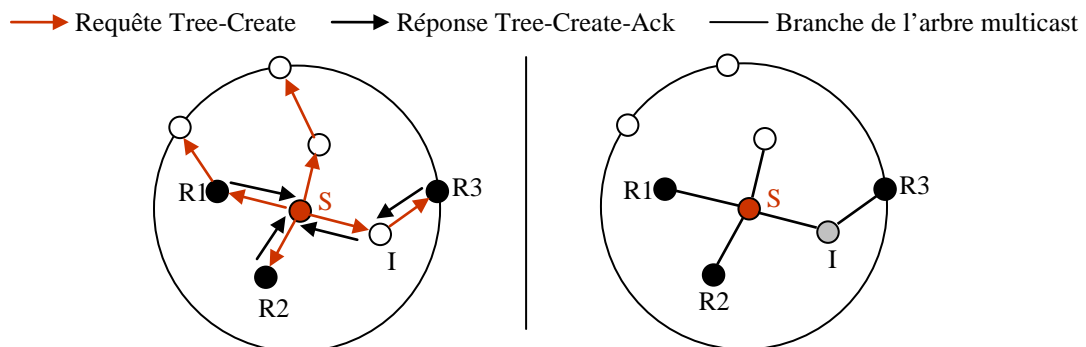 Requête Tree-Create Réponse Tree-Create-Ack Branche de l'arbre multicast
R1 S R3
I
R2
R1 S R3
I
R2